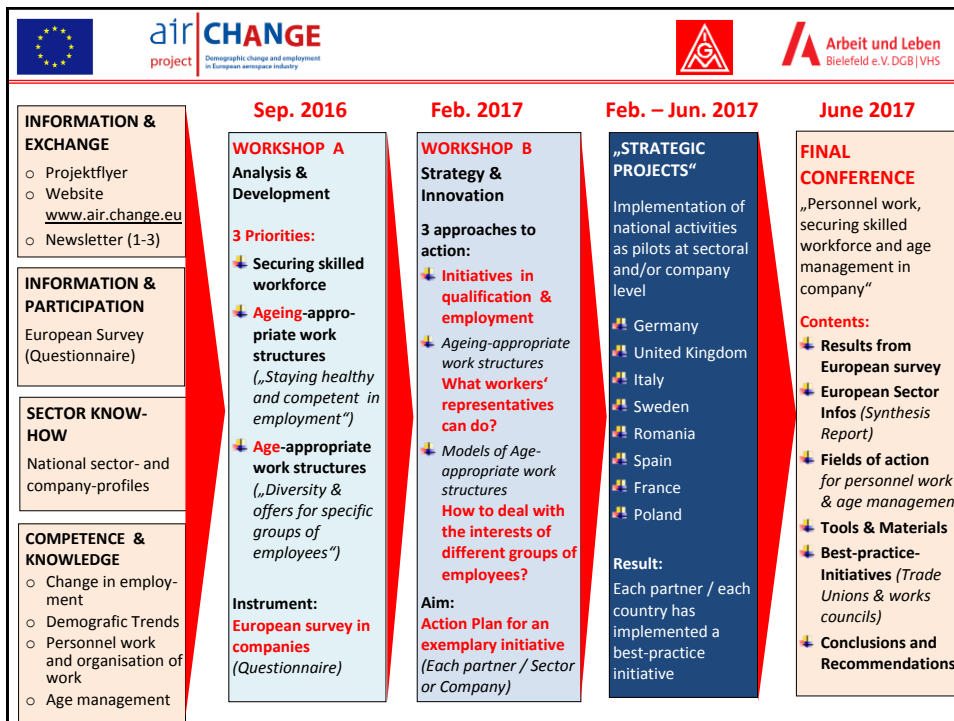 air CHANGE
project
Demographic change and employment
in European aerospace industry
IGM
Arbeit und Leben
Bielefeld e.V. DGB|VHS
INFORMATION &
EXCHANGE
o Projektflyer
o Website
www.air.change.eu
o Newsletter (1-3)
INFORMATION &
PARTICIPATION
European Survey
(Questionnaire)
SECTOR KNOW-
HOW
National sector- and
company-profiles
COMPETENCE &
KNOWLEDGE
o Change in employ-
ment
o Demografic Trends
o Personnel work
and organisation of
work
o Age management
Sep. 2016
WORKSHOP A
Analysis &
Development
3 Priorities:
Securing skilled
workforce
Ageing-appro-
priate work
structures
(„Staying healthy
and competent in
employment“)
Age-appropriate
work structures
(„Diversity &
offers for specific
groups of
employees“)
Instrument:
European survey in
companies
(Questionnaire)
Feb. 2017
WORKSHOP B
Strategy &
Innovation
3 approaches to
action:
Initiatives in
qualification &
employment
Ageing-appropriate
work structures
What workers‘
representatives
can do?
Models of Age-
appropriate work
structures
How to deal with
the interests of
different groups of
employees?
Aim:
Action Plan for an
exemplary initiative
(Each partner / Sector
or Company)
Feb. – Jun. 2017
„STRATEGIC
PROJECTS“
Implementation of
national activities
as pilots at sectoral
and/or company
level
Germany
United Kingdom
Italy
Sweden
Romania
Spain
France
Poland
Result:
Each partner / each
country has
implemented a
best-practice
initiative
June 2017
FINAL
CONFERENCE
„Personnel work,
securing skilled
workforce and age
management in
company“
Contents:
Results from
European survey
European Sector
Infos (Synthesis
Report)
Fields of action
for personnel work
& age managemen
Tools & Materials
Best-practice-
Initiatives (Trade
Unions & works
councils)
Conclusions and
Recommendations